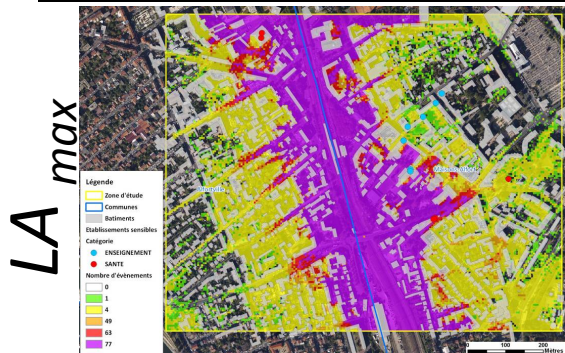 LA max
Légende
Zone d'étude
Communes
Batiments
Etablissements sensibles
Catégorie
ENSEIGNEMENT
SANTE
Nombre d'évènements
0
1
4
49
63
77
0 100 200
Mètres